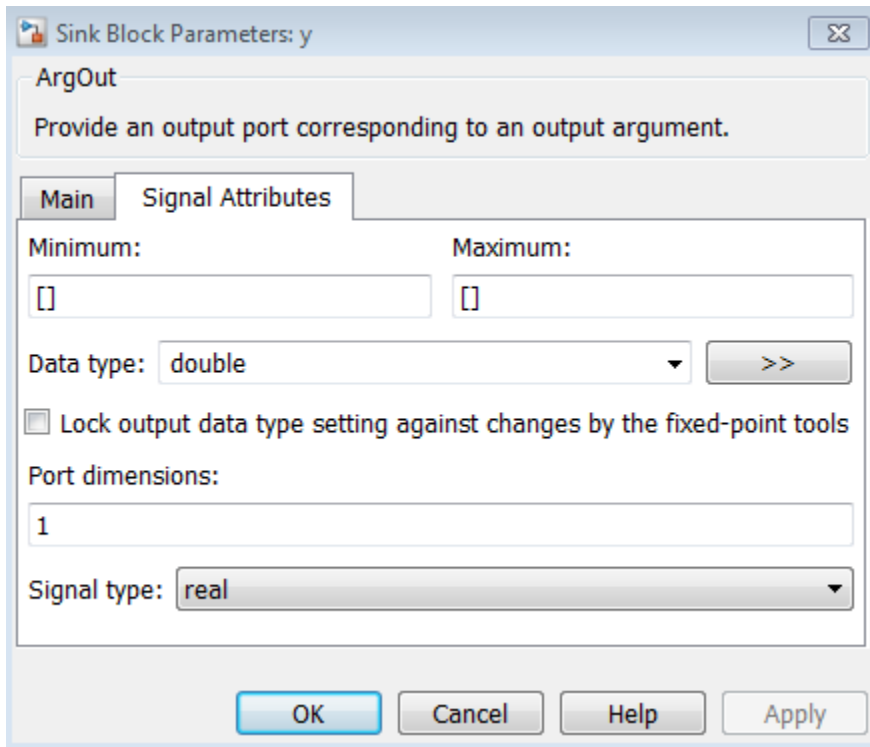 Sink Block Parameters: y
ArgOut
Provide an output port corresponding to an output argument.
Main Signal Attributes
Minimum: Maximum:
[] []
Data type: double >>
Lock output data type setting against changes by the fixed-point tools
Port dimensions:
1
Signal type: real
OK Cancel Help Apply